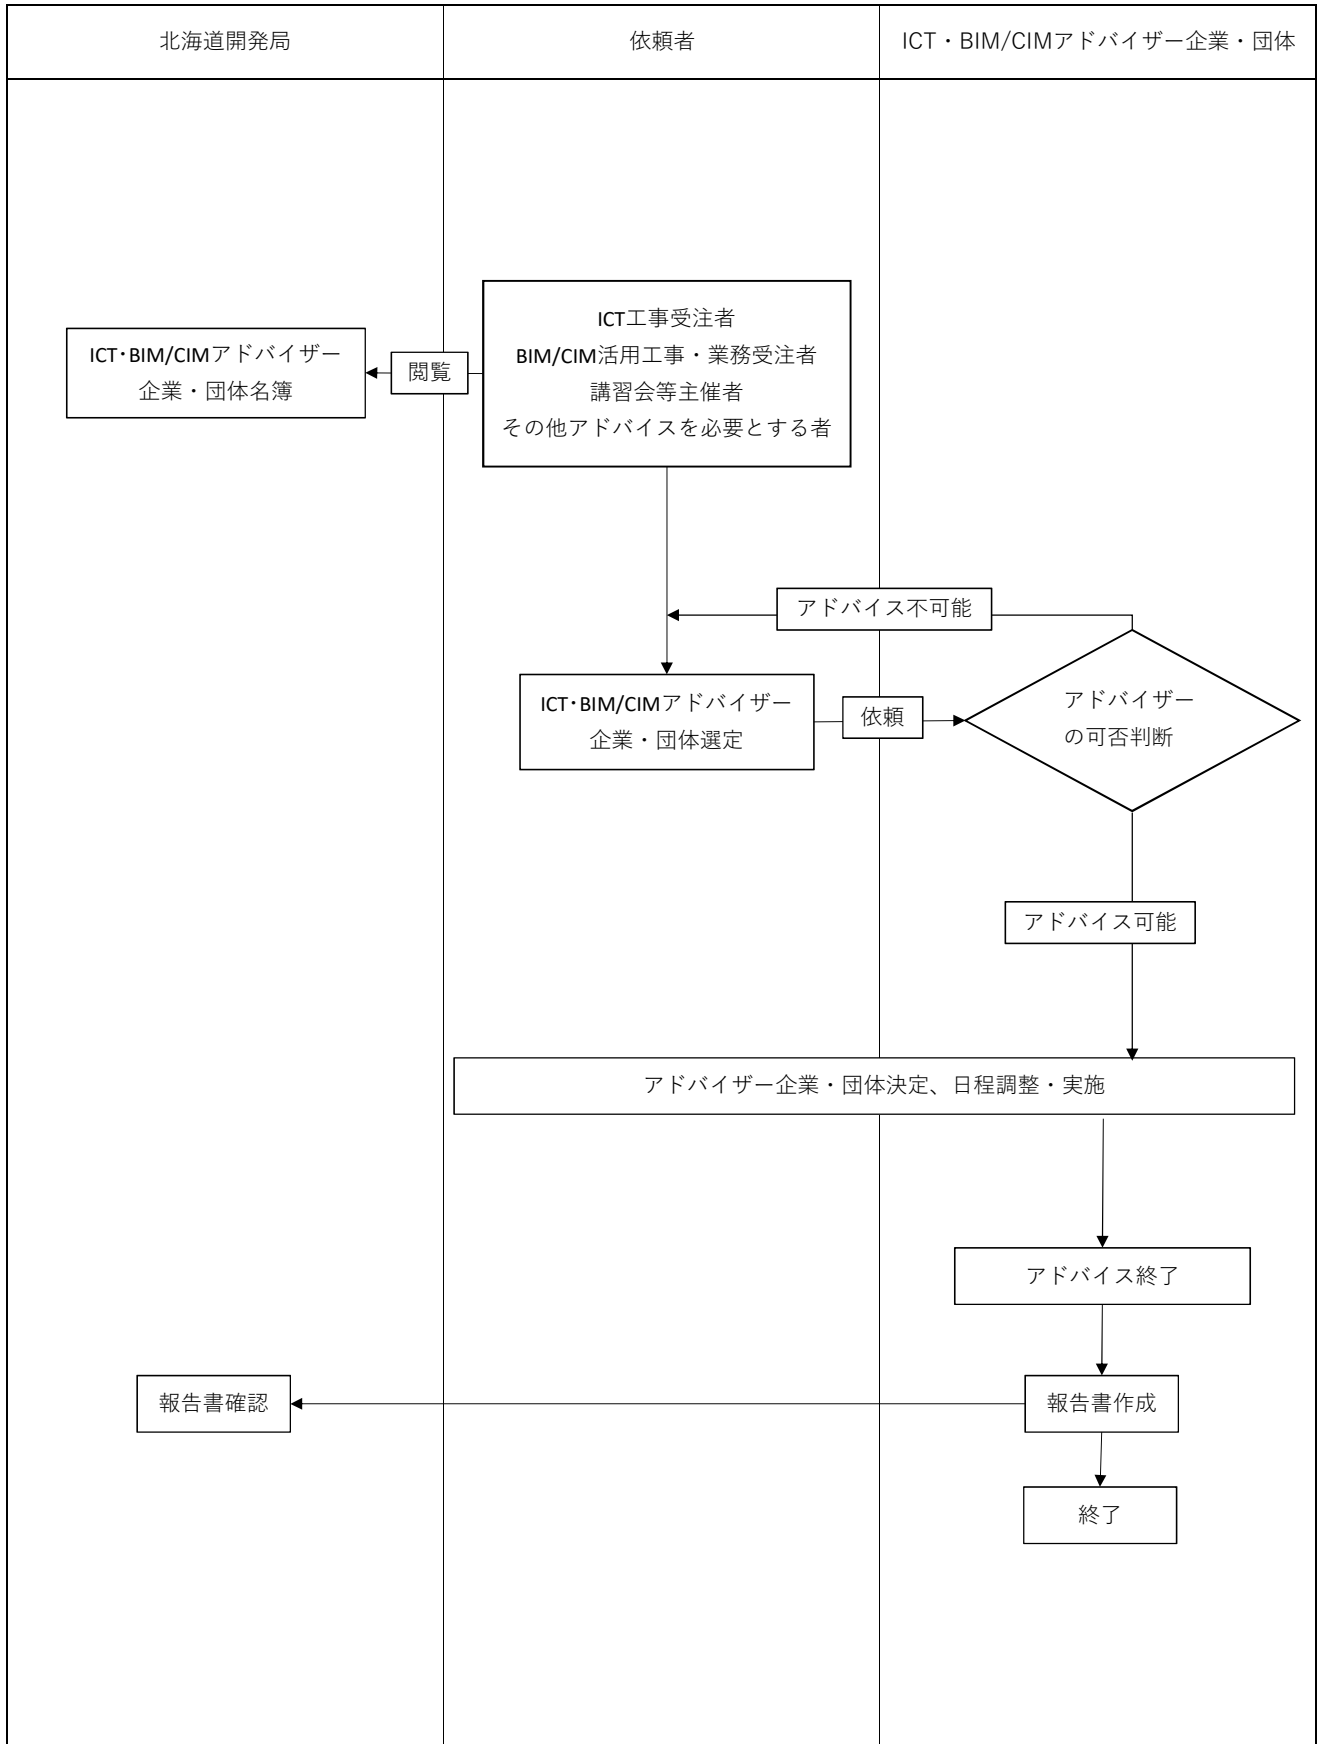 北海道開発局
依頼者
ICT・BIM/CIMアドバイザー企業・団体
ICT工事受注者
BIM/CIM活用工事・業務受注者
講習会等主催者
その他アドバイスを必要とする者
閲覧
ICT・BIM/CIMアドバイザー
企業・団体名簿
アドバイス不可能
ICT・BIM/CIMアドバイザー
企業・団体選定
依頼
アドバイザー
の可否判断
アドバイス可能
アドバイザー企業・団体決定、日程調整・実施
アドバイス終了
報告書確認
報告書作成
終了